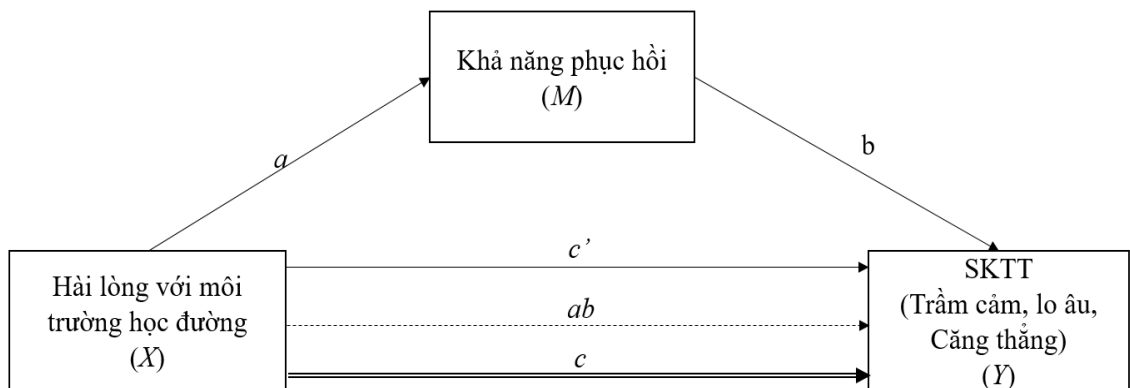 Khả năng phục hồi
(M)
a
b
Hài lòng với môi
trường học đường
(X)
c’
ab
c
SKTT
(Trầm cảm, lo âu,
Căng thẳng)
(Y)